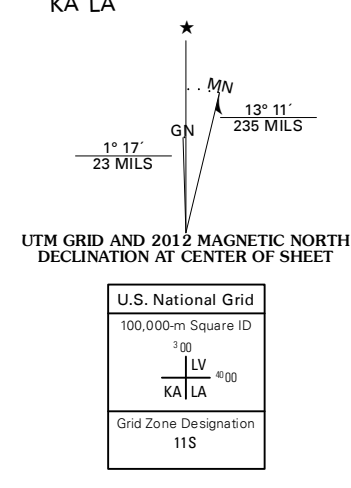 KA LA
★
MN
GN
13° 11´
235 MILS
1° 17´
23 MILS
UTM GRID AND 2012 MAGNETIC NORTH
DECLINATION AT CENTER OF SHEET
U.S. National Grid
100,000-m Square ID
300
LV
4000
KA LA
Grid Zone Designation
11S